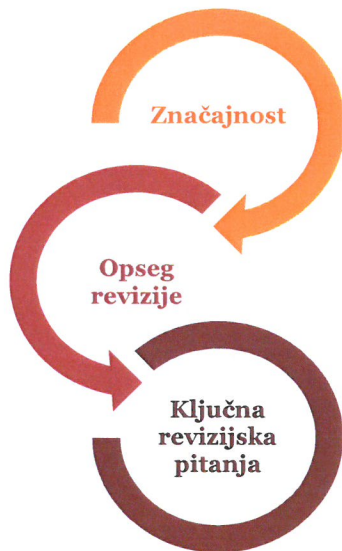 Značajnost
Opseg
revizije
Ključna
revizijska
pitanja